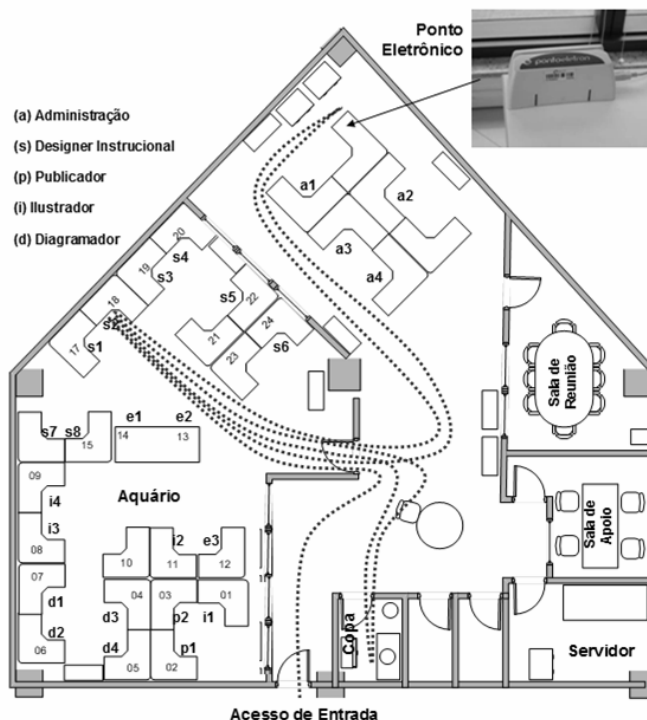 Ponto
Eletrônico
pontoeletron
(a) Administração
(s) Designer Instrucional
(p) Publicador
(i) Ilustrador
(d) Diagramador
a1
a2
a3
a4
20
s4
19
s3
s5
22
18
24
21
s6
17
s1
23
Sala de
Reunião
s7
s8
15
e1
e2
14
13
09
Aquário
i4
i3
08
10
i2
11
e3
12
07
d1
04
03
01
d3
p2
i1
d2
d4
p1
06
05
02
Sala de
Apoio
Copa
Servidor
Acesso de Entrada